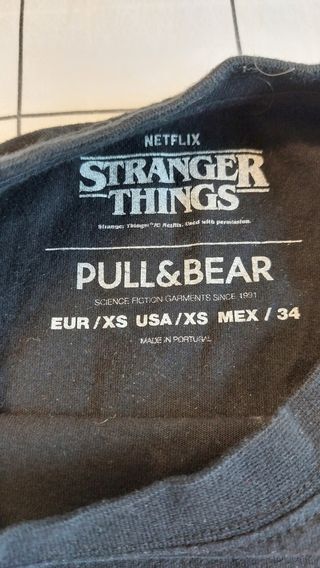 NETFLIX
STRANGER
THINGS
Stranger Things™/© Netflix. Used with permission.
PULL&BEAR
SCIENCE FICTION GARMENTS SINCE 1991
EUR/XS USA/XS MEX/34
MADE IN PORTUGAL